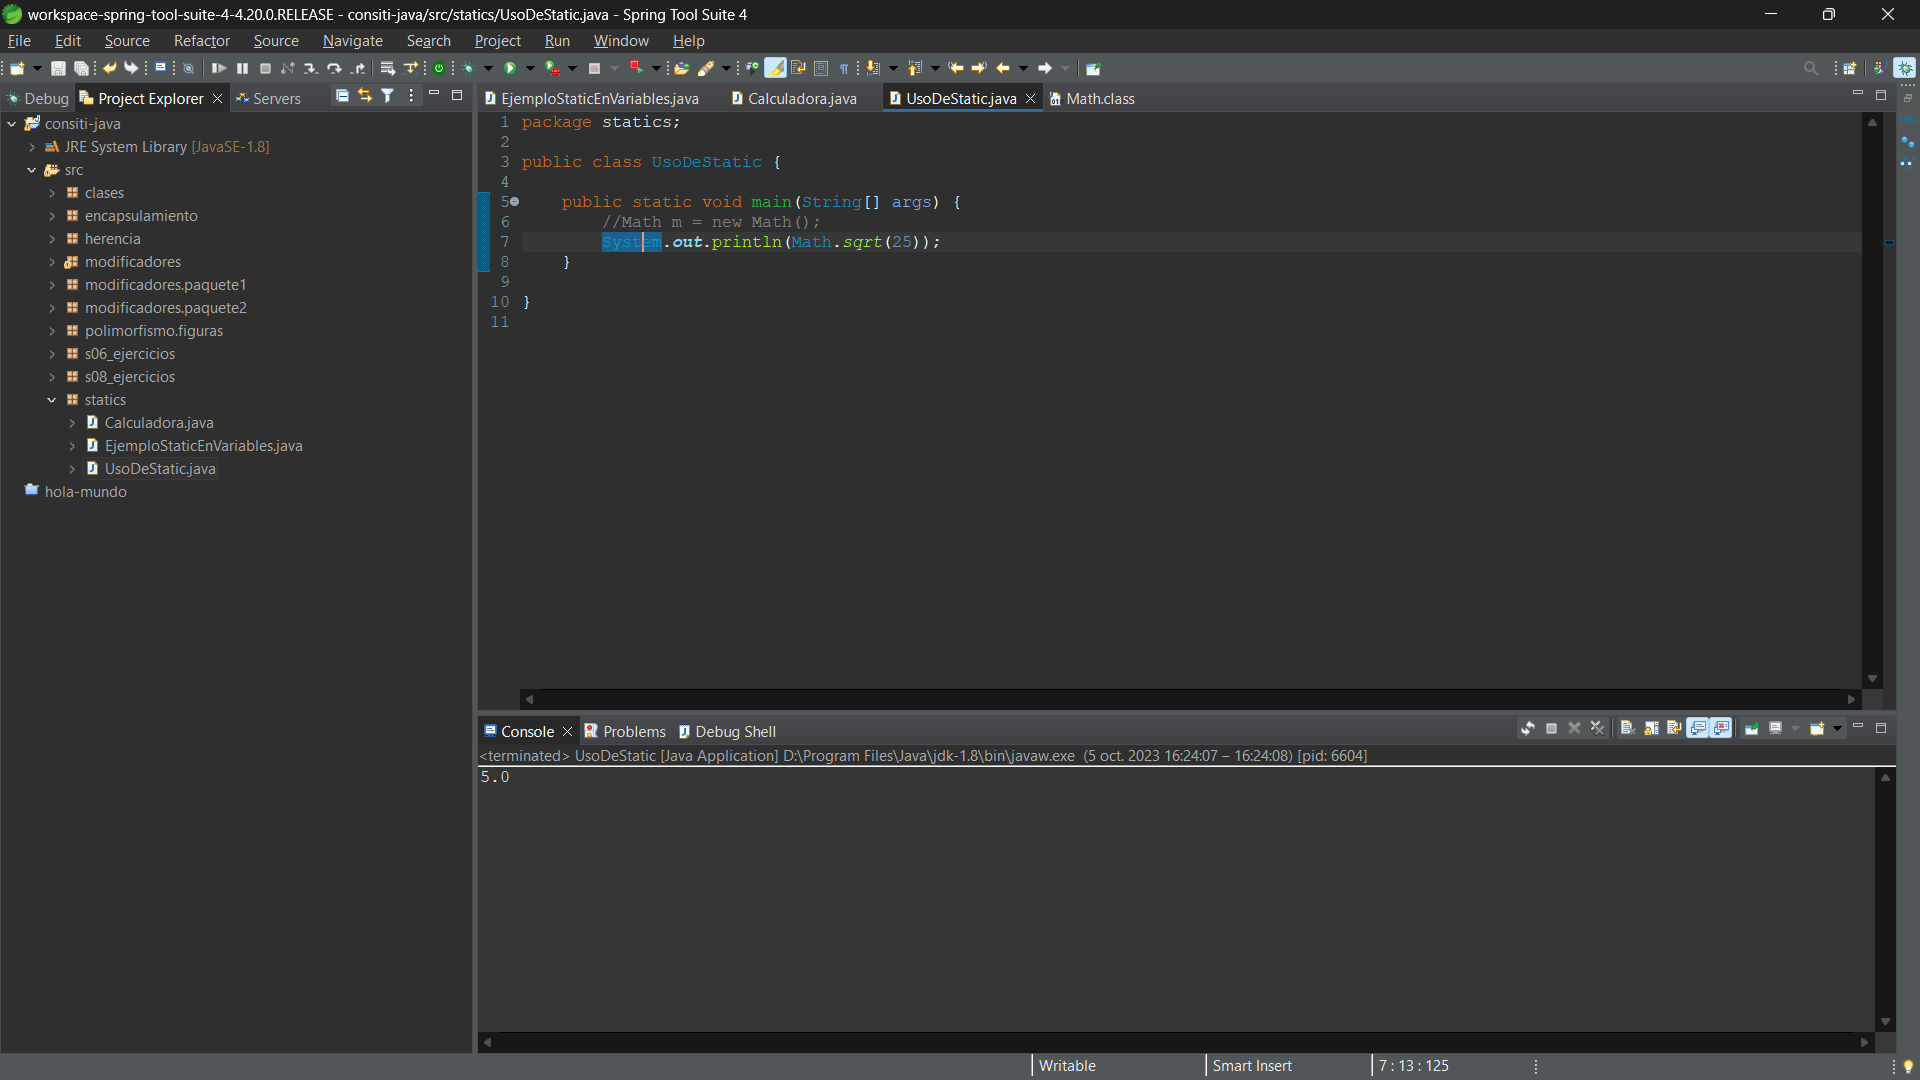 workspace-spring-tool-suite-4-4.20.0.RELEASE - consiti-java/src/statics/UsoDeStatic.java - Spring Tool Suite 4
File Edit Source Refactor Source Navigate Search Project Run Window Help
Debug Project Explorer Servers
consiti-java
JRE System Library [JavaSE-1.8]
src
clases
encapsulamiento
herencia
modificadores
modificadores.paquete1
modificadores.paquete2
polimorfismo.figuras
s06_ejercicios
s08_ejercicios
statics
Calculadora.java
EjemploStaticEnVariables.java
UsoDeStatic.java
hola-mundo
EjemploStaticEnVariables.java Calculadora.java UsoDeStatic.java Math.class
1 package statics;
2
3 public class UsoDeStatic {
4
5 public static void main(String[] args) {
6 //Math m = new Math();
7 System.out.println(Math.sqrt(25));
8 }
9
10 }
11
Console Problems Debug Shell
<terminated> UsoDeStatic [Java Application] D:\Program Files\Java\jdk-1.8\bin\javaw.exe (5 oct. 2023 16:24:07 – 16:24:08) [pid: 6604]
5.0
Writable Smart Insert 7 : 13 : 125